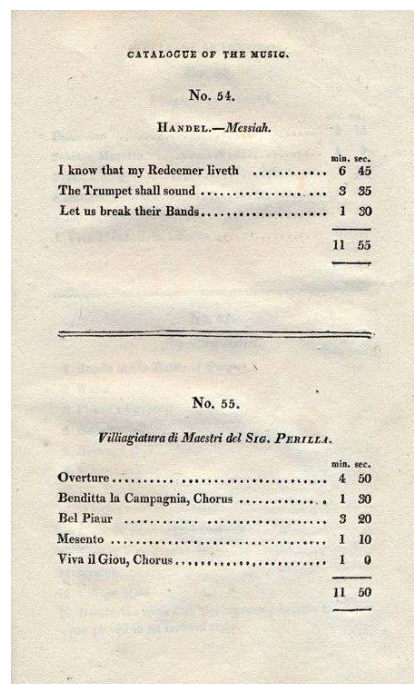 CATALOGUE OF THE MUSIC.
No. 54.
HANDEL.—Messiah.
min. sec.
I know that my Redeemer liveth ............ 6 45
The Trumpet shall sound .................... 3 35
Let us break their Bands.................... 1 30
11 55
No. 55.
Villiagiatura di Maestri del SIG. PERILLA.
min. sec.
Overture.......... ....................... 4 50
Benditta la Campagnia, Chorus ............. 1 30
Bel Piaur ............ .................... 3 20
Mesento ................................... 1 10
Viva il Giou, Chorus........................ 1 0
11 50